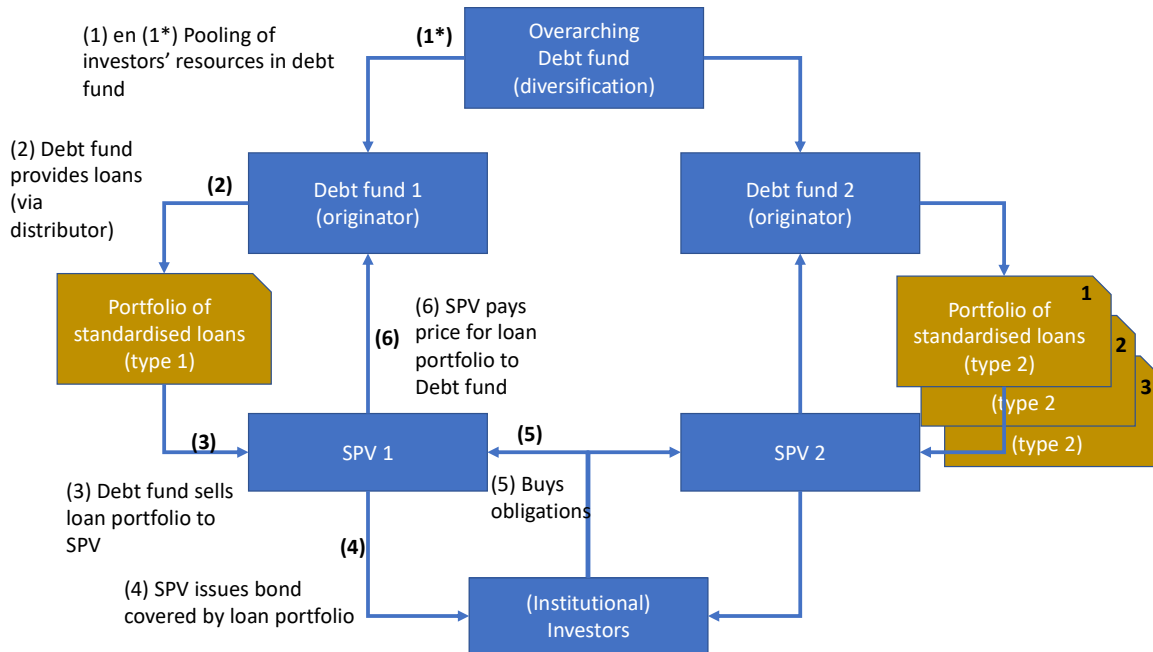 (1) en (1*) Pooling of
investors' resources in debt
fund
(1*)
Overarching
Debt fund
(diversification)
(2) Debt fund
provides loans
(via
distributor)
(2)
Debt fund 1
(originator)
Debt fund 2
(originator)
Portfolio of
standardised loans
(type 1)
(6)
(6) SPV pays
price for loan
portfolio to
Debt fund
1
Portfolio of
standardised loans
(type 2)
2
(type 2
3
(type 2)
(3)
SPV 1
(5)
SPV 2
(3) Debt fund sells
loan portfolio to
SPV
(5) Buys
obligations
(4)
(4) SPV issues bond
covered by loan portfolio
(Institutional)
Investors